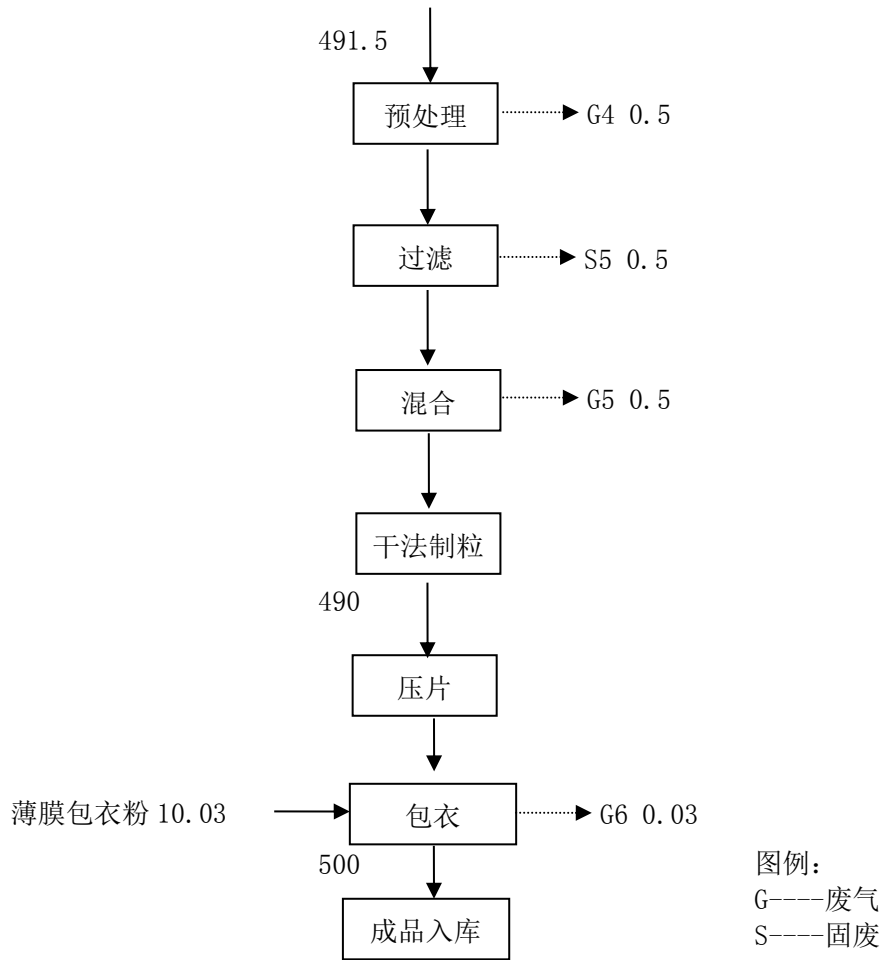 491.5
预处理
G4 0.5
过滤
S5 0.5
混合
G5 0.5
干法制粒
490
压片
薄膜包衣粉 10.03
包衣
G6 0.03
500
成品入库
图例：
G----废气
S----固废